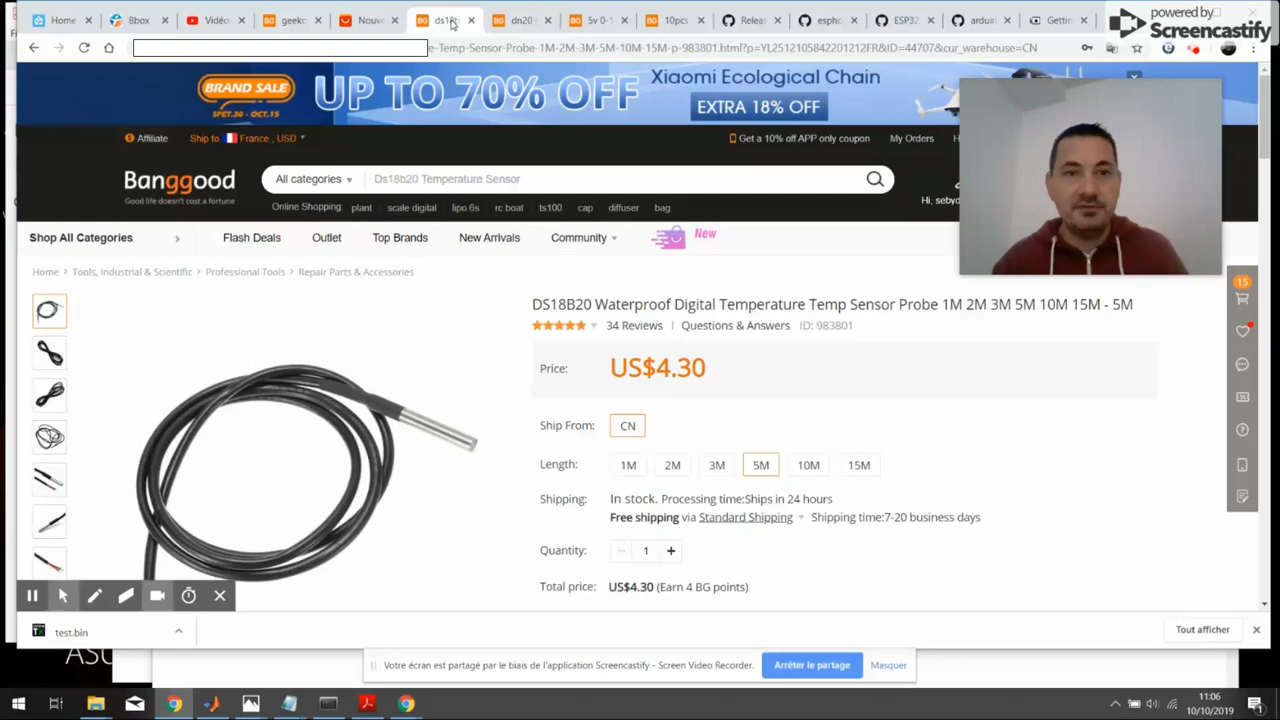 Home
Bbox
Vidéo
geeko
Nouve
ds18b
dn20
5v 0-1
10pcs
Releas
espho
ESP32
arduin
Gettin
powered by
Screencastify
e-Temp-Sensor-Probe-1M-2M-3M-5M-10M-15M-p-983801.html?p=YL2512105842201212FR&ID=44707&cur_warehouse=CN
BRAND SALE
SPET.30 - OCT.15
UP TO 70% OFF
Xiaomi Ecological Chain
EXTRA 18% OFF
Affiliate
Ship to France , USD
Get a 10% off APP only coupon
My Orders
H
Banggood
Good life doesn't cost a fortune
All categories
Ds18b20 Temperature Sensor
Online Shopping: plant scale digital lipo 6s rc boat ts100 cap diffuser bag
Hi, seby
Shop All Categories
Flash Deals
Outlet
Top Brands
New Arrivals
Community
New
Home > Tools, Industrial & Scientific > Professional Tools > Repair Parts & Accessories
DS18B20 Waterproof Digital Temperature Temp Sensor Probe 1M 2M 3M 5M 10M 15M - 5M
34 Reviews | Questions & Answers ID: 983801
15
Price: US$4.30
Ship From: CN
Length: 1M 2M 3M 5M 10M 15M
Shipping: In stock. Processing time:Ships in 24 hours
Free shipping via Standard Shipping Shipping time:7-20 business days
Quantity: − 1 +
Total price: US$4.30 (Earn 4 BG points)
test.bin
Tout afficher
ASU
Votre écran est partagé par le biais de l'application Screencastify - Screen Video Recorder.
Arrêter le partage
Masquer
11:06
10/10/2019